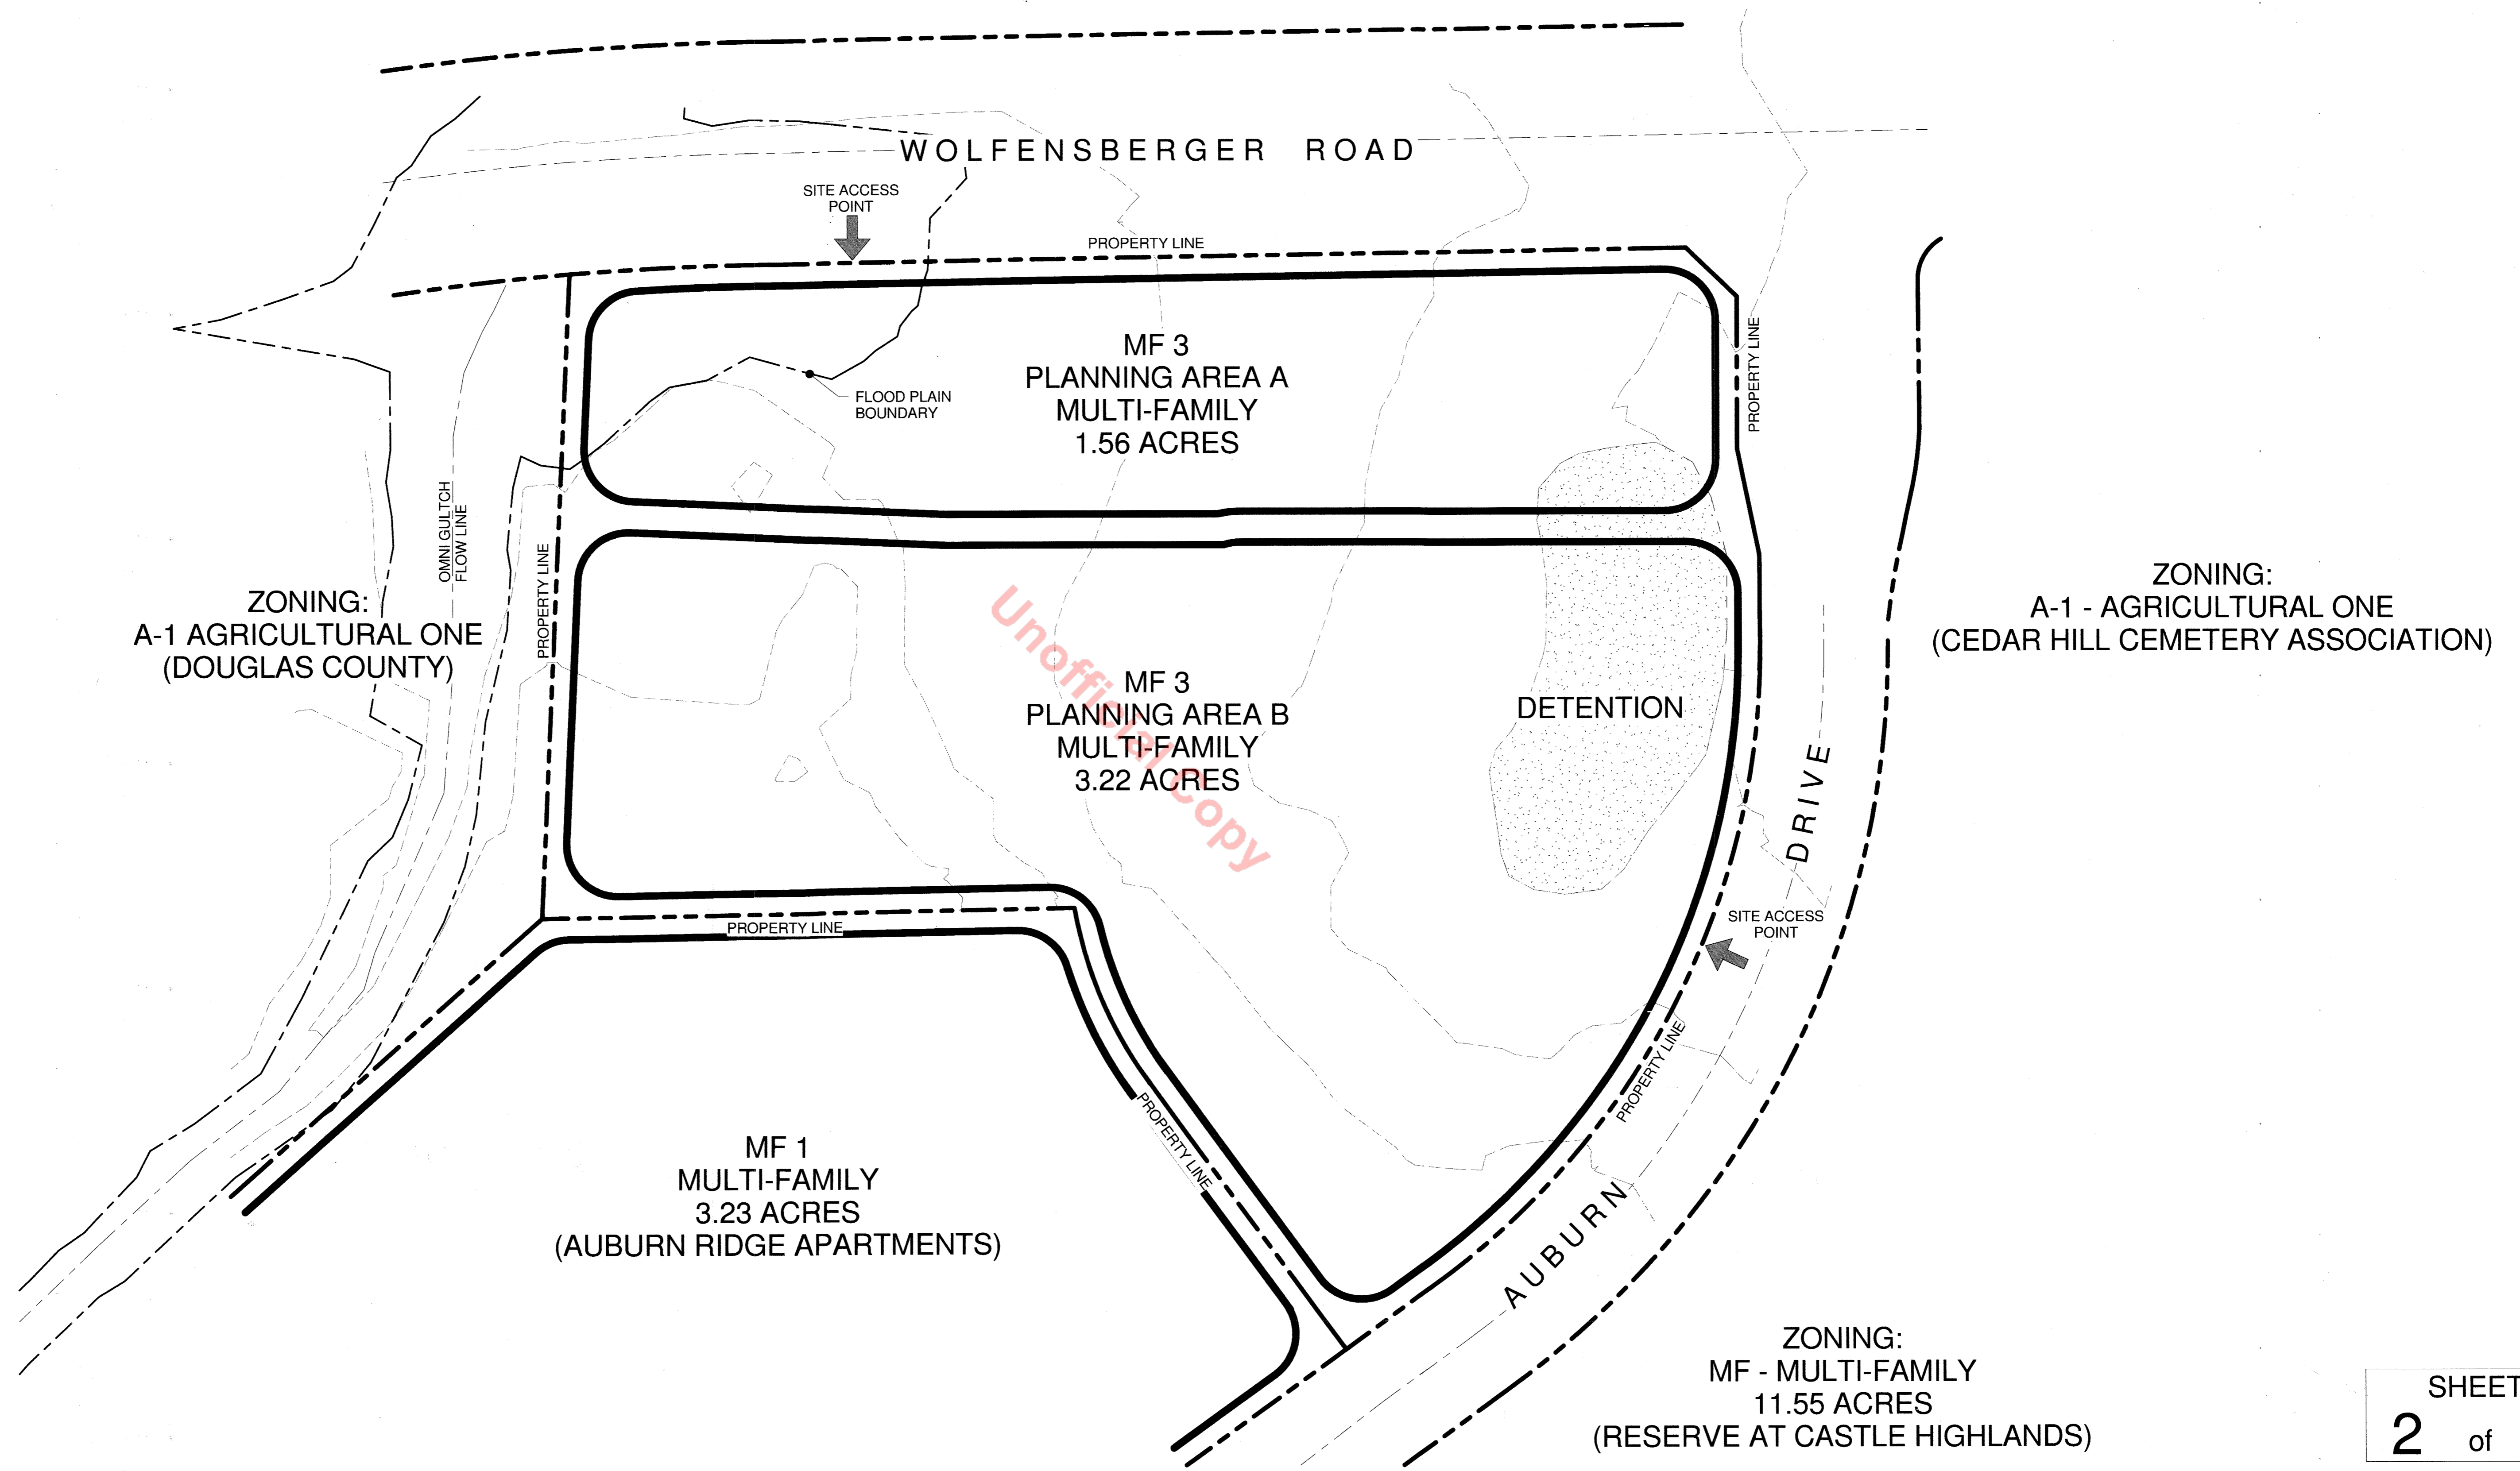 WOLFENSBERGER ROAD
SITE ACCESS
POINT
PROPERTY LINE
MF 3
PLANNING AREA A
MULTI-FAMILY
1.56 ACRES
PROPERTY LINE
FLOOD PLAIN
BOUNDARY
OMNI GULTCH
FLOW LINE
PROPERTY LINE
ZONING:
A-1 AGRICULTURAL ONE
(DOUGLAS COUNTY)
ZONING:
A-1 - AGRICULTURAL ONE
(CEDAR HILL CEMETERY ASSOCIATION)
Unofficial Copy
MF 3
PLANNING AREA B
MULTI-FAMILY
3.22 ACRES
DETENTION
AUBURN DRIVE
SITE ACCESS
POINT
PROPERTY LINE
PROPERTY LINE
PROPERTY LINE
MF 1
MULTI-FAMILY
3.23 ACRES
(AUBURN RIDGE APARTMENTS)
ZONING:
MF - MULTI-FAMILY
11.55 ACRES
(RESERVE AT CASTLE HIGHLANDS)
SHEET
2 of